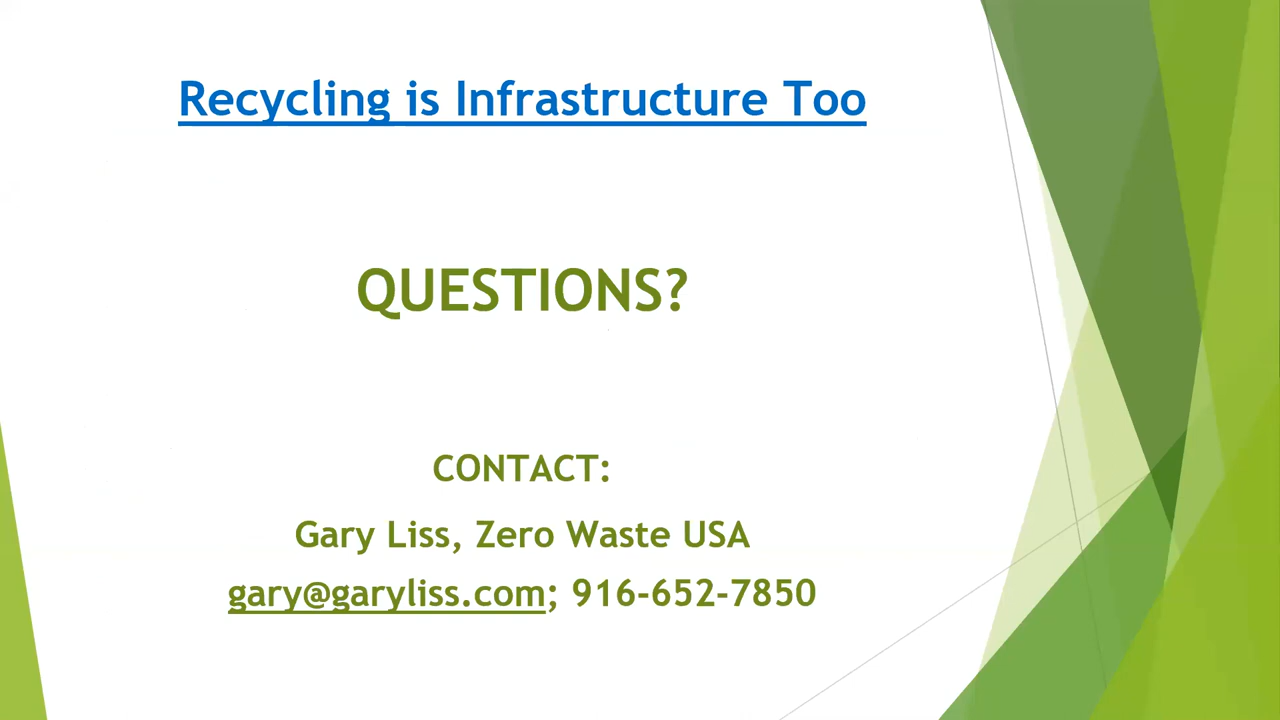 Recycling is Infrastructure Too
QUESTIONS?
CONTACT:
Gary Liss, Zero Waste USA
gary@garyliss.com; 916-652-7850